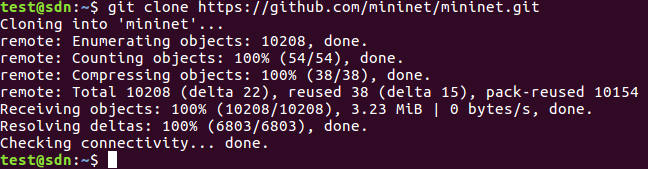 test@sdn:~$ git clone https://github.com/mininet/mininet.git
Cloning into 'mininet'...
remote: Enumerating objects: 10208, done.
remote: Counting objects: 100% (54/54), done.
remote: Compressing objects: 100% (38/38), done.
remote: Total 10208 (delta 22), reused 38 (delta 15), pack-reused 10154
Receiving objects: 100% (10208/10208), 3.23 MiB | 0 bytes/s, done.
Resolving deltas: 100% (6803/6803), done.
Checking connectivity... done.
test@sdn:~$